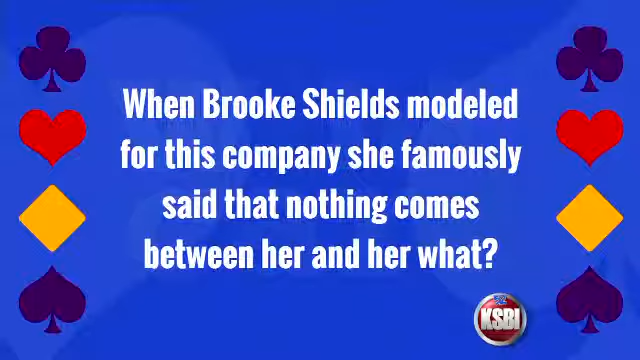 When Brooke Shields modeled
for this company she famously
said that nothing comes
between her and her what?
52
KSBI